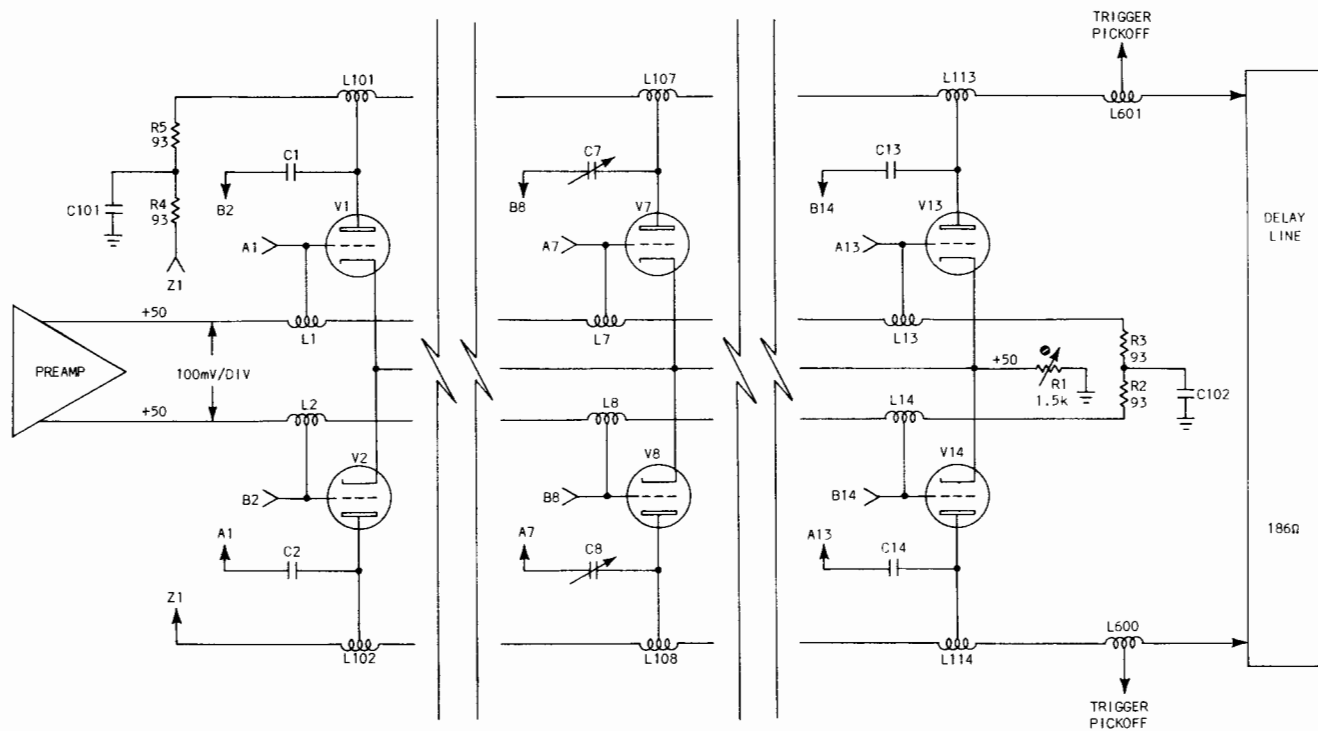 TRIGGER
PICKOFF
L101
L107
L113
L601
R5
93
C1
C7
C13
C101
R4
93
B2
B8
B14
V1
V7
V13
DELAY
LINE
A1
A7
A13
Z1
+50
L1
L7
L13
R3
93
PREAMP
100mV/DIV
+50
R1
1.5k
R2
93
C102
+50
L2
L8
L14
V2
V8
V14
B2
B8
B14
186Ω
A1
C2
A7
C8
A13
C14
Z1
L102
L108
L114
L600
TRIGGER
PICKOFF